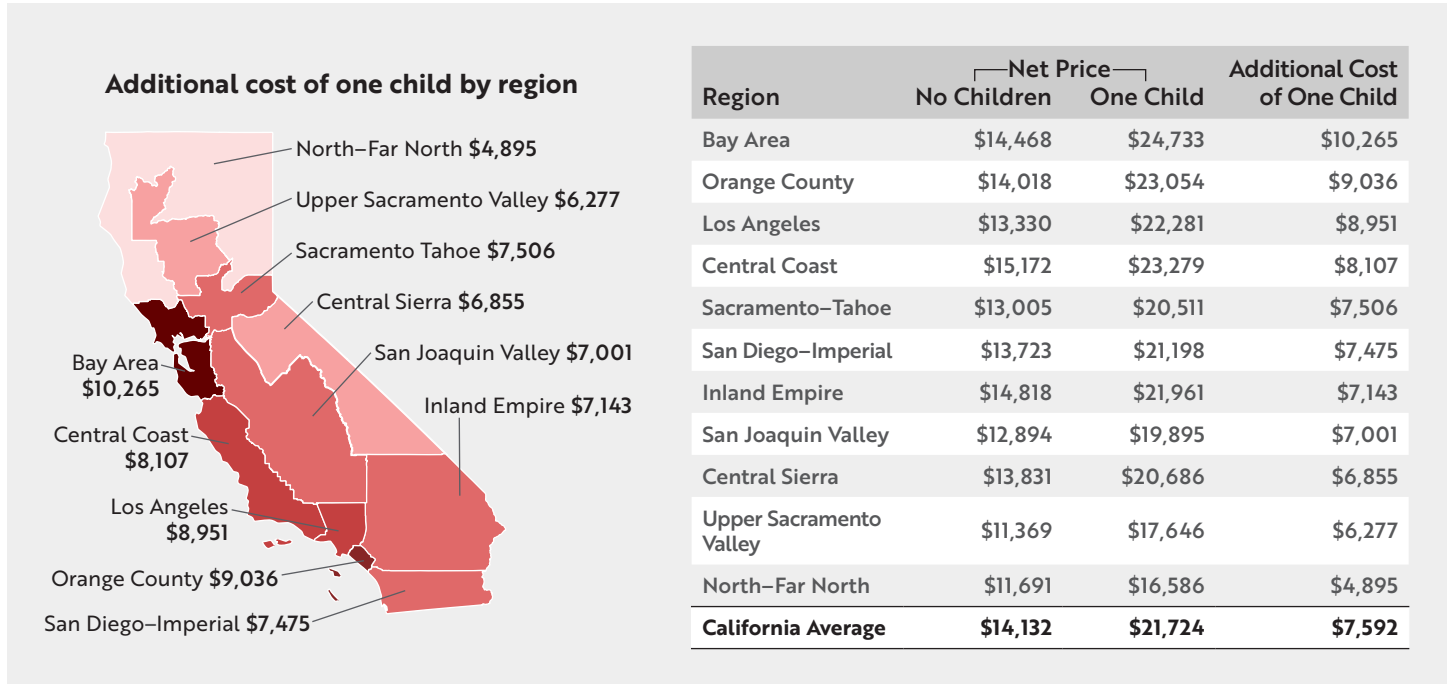 Additional cost of one child by region
North–Far North $4,895
Upper Sacramento Valley $6,277
Sacramento Tahoe $7,506
Central Sierra $6,855
San Joaquin Valley $7,001
Bay Area
$10,265
Inland Empire $7,143
Central Coast
$8,107
Los Angeles
$8,951
Orange County $9,036
San Diego–Imperial $7,475
Net Price Additional Cost
Region No Children One Child of One Child
Bay Area $14,468 $24,733 $10,265
Orange County $14,018 $23,054 $9,036
Los Angeles $13,330 $22,281 $8,951
Central Coast $15,172 $23,279 $8,107
Sacramento–Tahoe $13,005 $20,511 $7,506
San Diego–Imperial $13,723 $21,198 $7,475
Inland Empire $14,818 $21,961 $7,143
San Joaquin Valley $12,894 $19,895 $7,001
Central Sierra $13,831 $20,686 $6,855
Upper Sacramento
Valley $11,369 $17,646 $6,277
North–Far North $11,691 $16,586 $4,895
California Average $14,132 $21,724 $7,592